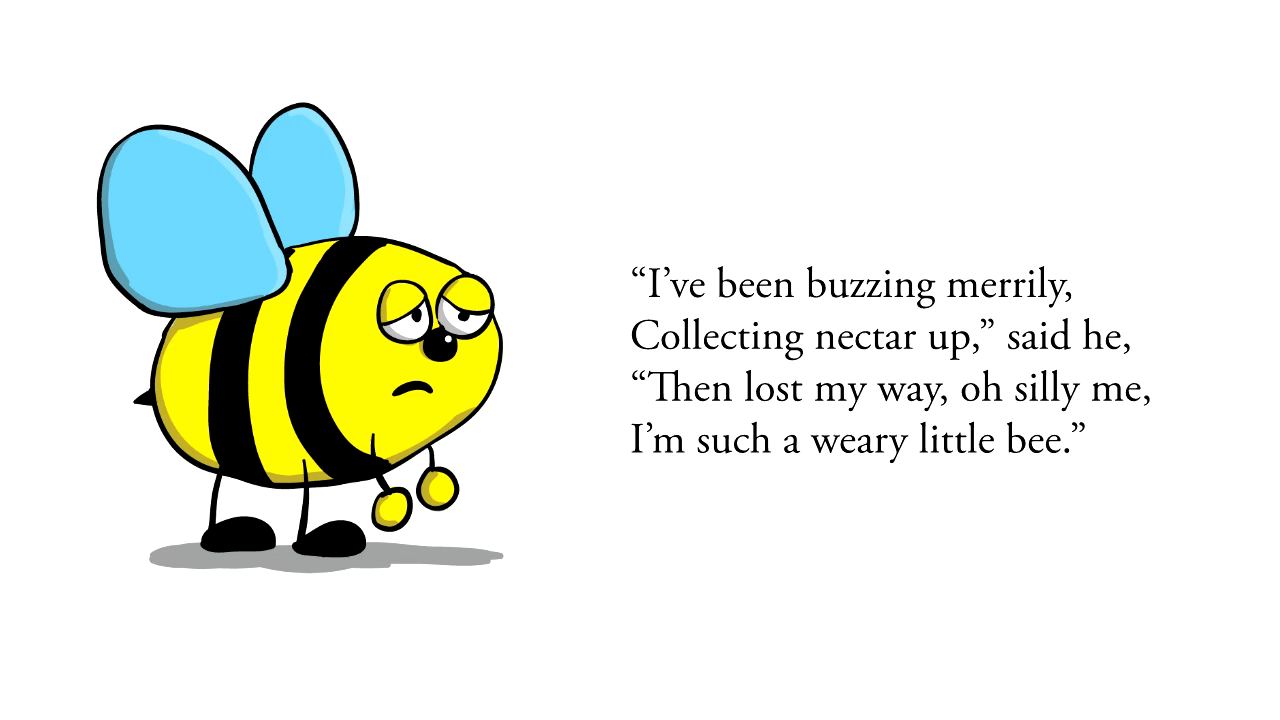 “I’ve been buzzing merrily,
Collecting nectar up,” said he,
“Then lost my way, oh silly me,
I’m such a weary little bee.”